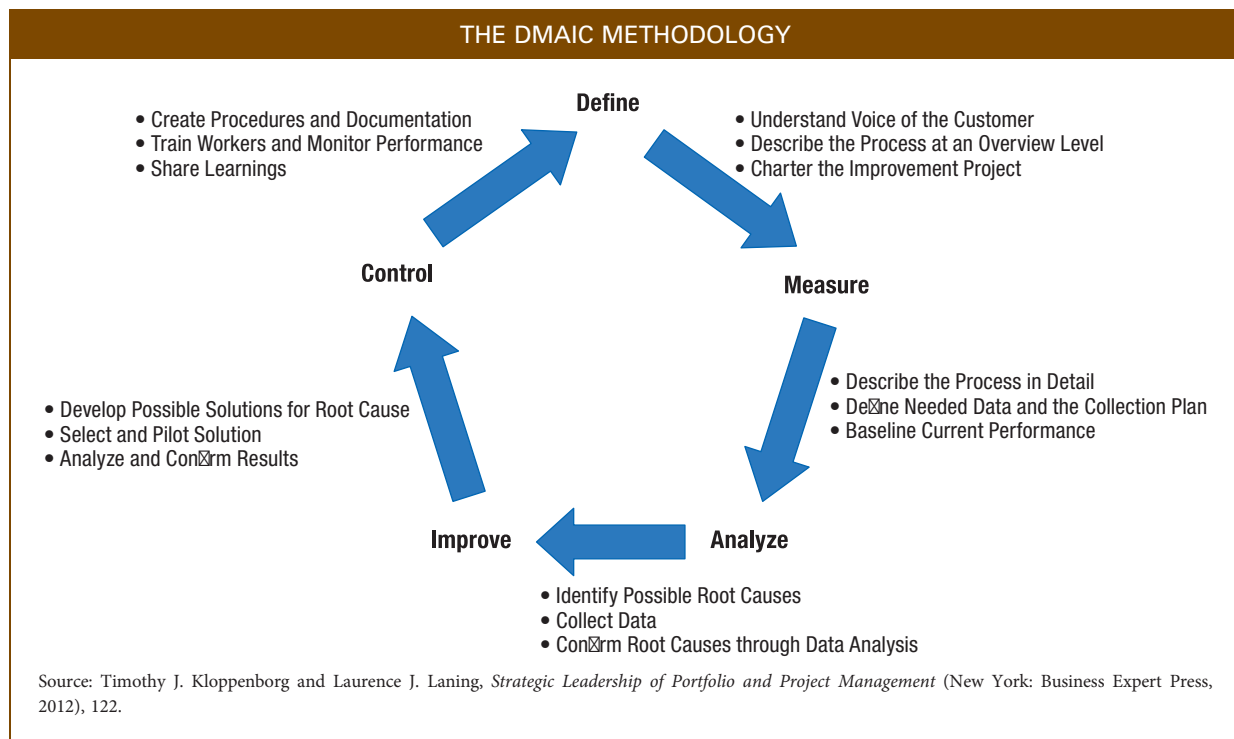 THE DMAIC METHODOLOGY
Define
• Understand Voice of the Customer
• Describe the Process at an Overview Level
• Charter the Improvement Project
Measure
• Describe the Process in Detail
• De☒ne Needed Data and the Collection Plan
• Baseline Current Performance
Analyze
• Identify Possible Root Causes
• Collect Data
• Con☒rm Root Causes through Data Analysis
Improve
• Develop Possible Solutions for Root Cause
• Select and Pilot Solution
• Analyze and Con☒rm Results
Control
• Create Procedures and Documentation
• Train Workers and Monitor Performance
• Share Learnings
Source: Timothy J. Kloppenborg and Laurence J. Laning, Strategic Leadership of Portfolio and Project Management (New York: Business Expert Press,
2012), 122.